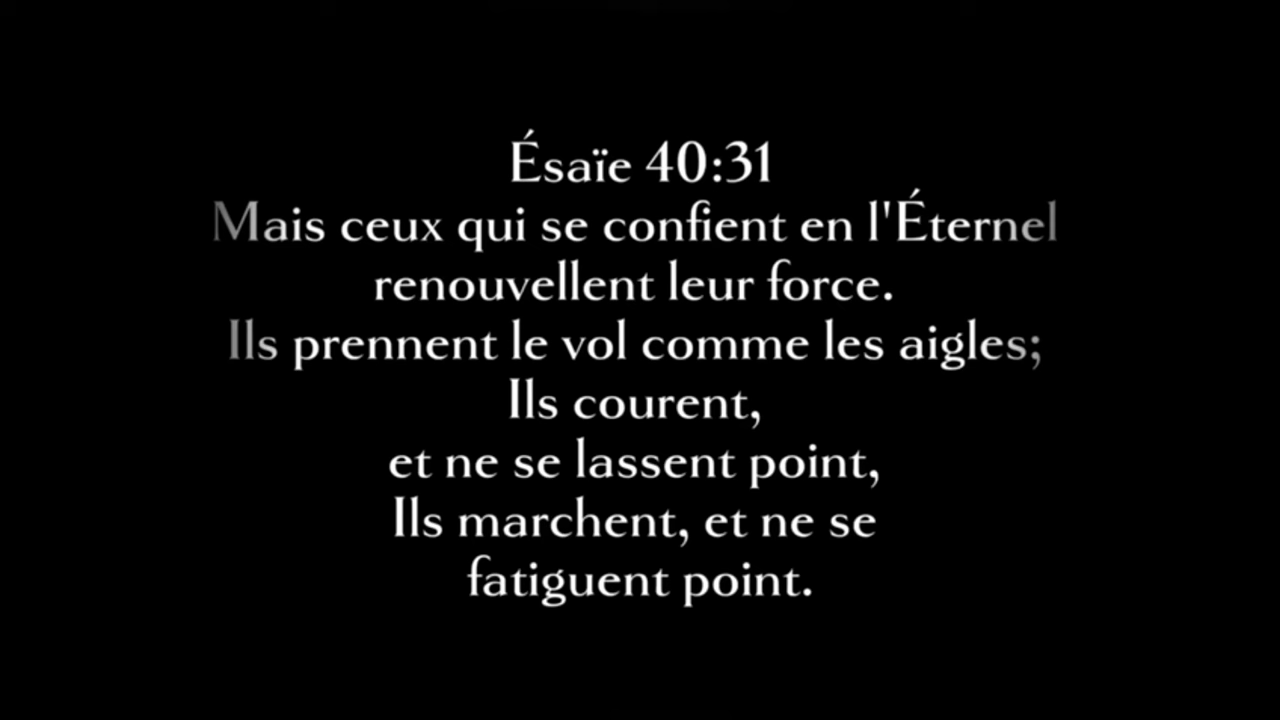 Ésaïe 40:31
Mais ceux qui se confient en l'Éternel
renouvellent leur force.
Ils prennent le vol comme les aigles;
Ils courent,
et ne se lassent point,
Ils marchent, et ne se
fatiguent point.